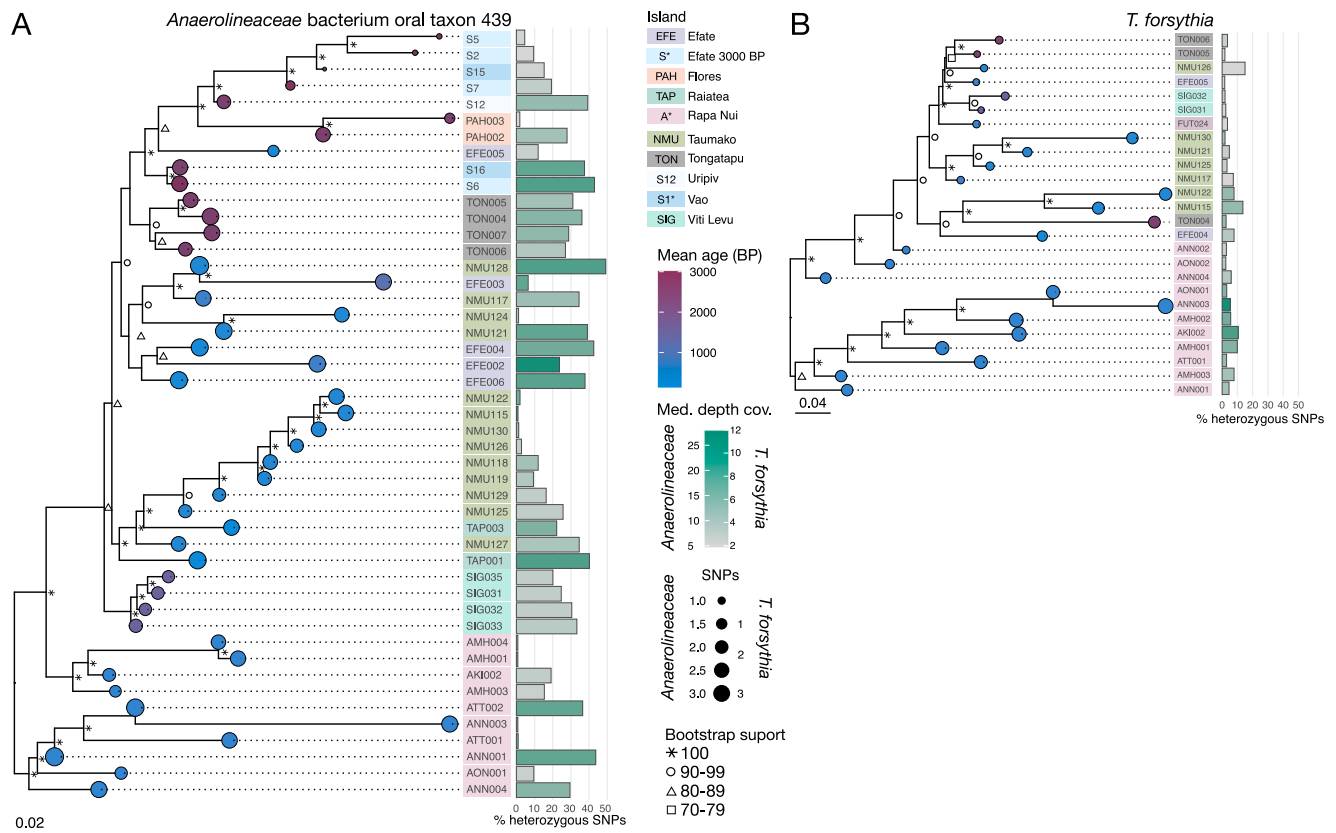 A
Anaerolineaceae bacterium oral taxon 439
S5
S2
S15
S7
S12
PAH003
PAH002
EFE005
S16
S6
TON005
TON004
TON007
TON006
NMU128
EFE003
NMU117
NMU124
NMU121
EFE004
EFE002
EFE006
NMU122
NMU115
NMU130
NMU126
NMU118
NMU119
NMU129
NMU125
TAP003
NMU127
TAP001
SIG035
SIG031
SIG032
SIG033
AMH004
AMH001
AKI002
AMH003
ATT002
ANN003
ATT001
ANN001
AON001
ANN004
0 10 20 30 40 50
% heterozygous SNPs
0.02
Island
EFE Efate
S* Efate 3000 BP
PAH Flores
TAP Raiatea
A* Rapa Nui
NMU Taumako
TON Tongatapu
S12 Uripiv
S1* Vao
SIG Viti Levu
Mean age (BP)
3000
2000
1000
Med. depth cov.
Anaerolineaceae
25
20
15
10
5
12
10
8
6
4
2
T. forsythia
SNPs
Anaerolineaceae
1.0
1.5 1
2.0
2
2.5
3.0 3
T. forsythia
Bootstrap suport
* 100
90-99
80-89
70-79
B
T. forsythia
TON006
TON005
NMU126
EFE005
SIG032
SIG031
FUT024
NMU130
NMU121
NMU125
NMU117
NMU122
NMU115
TON004
EFE004
ANN002
AON002
ANN004
AON001
ANN003
AMH002
AKI002
AMH001
ATT001
AMH003
ANN001
0 10 20 30 40 50
% heterozygous SNPs
0.04